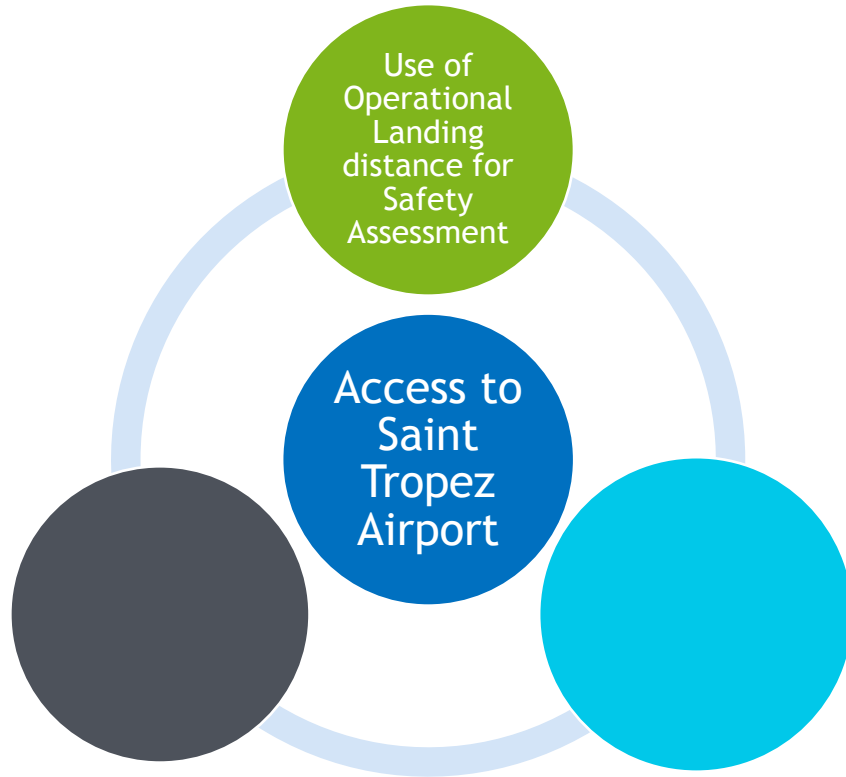 Use of
Operational
Landing
distance for
Safety
Assessment
Access to
Saint
Tropez
Airport